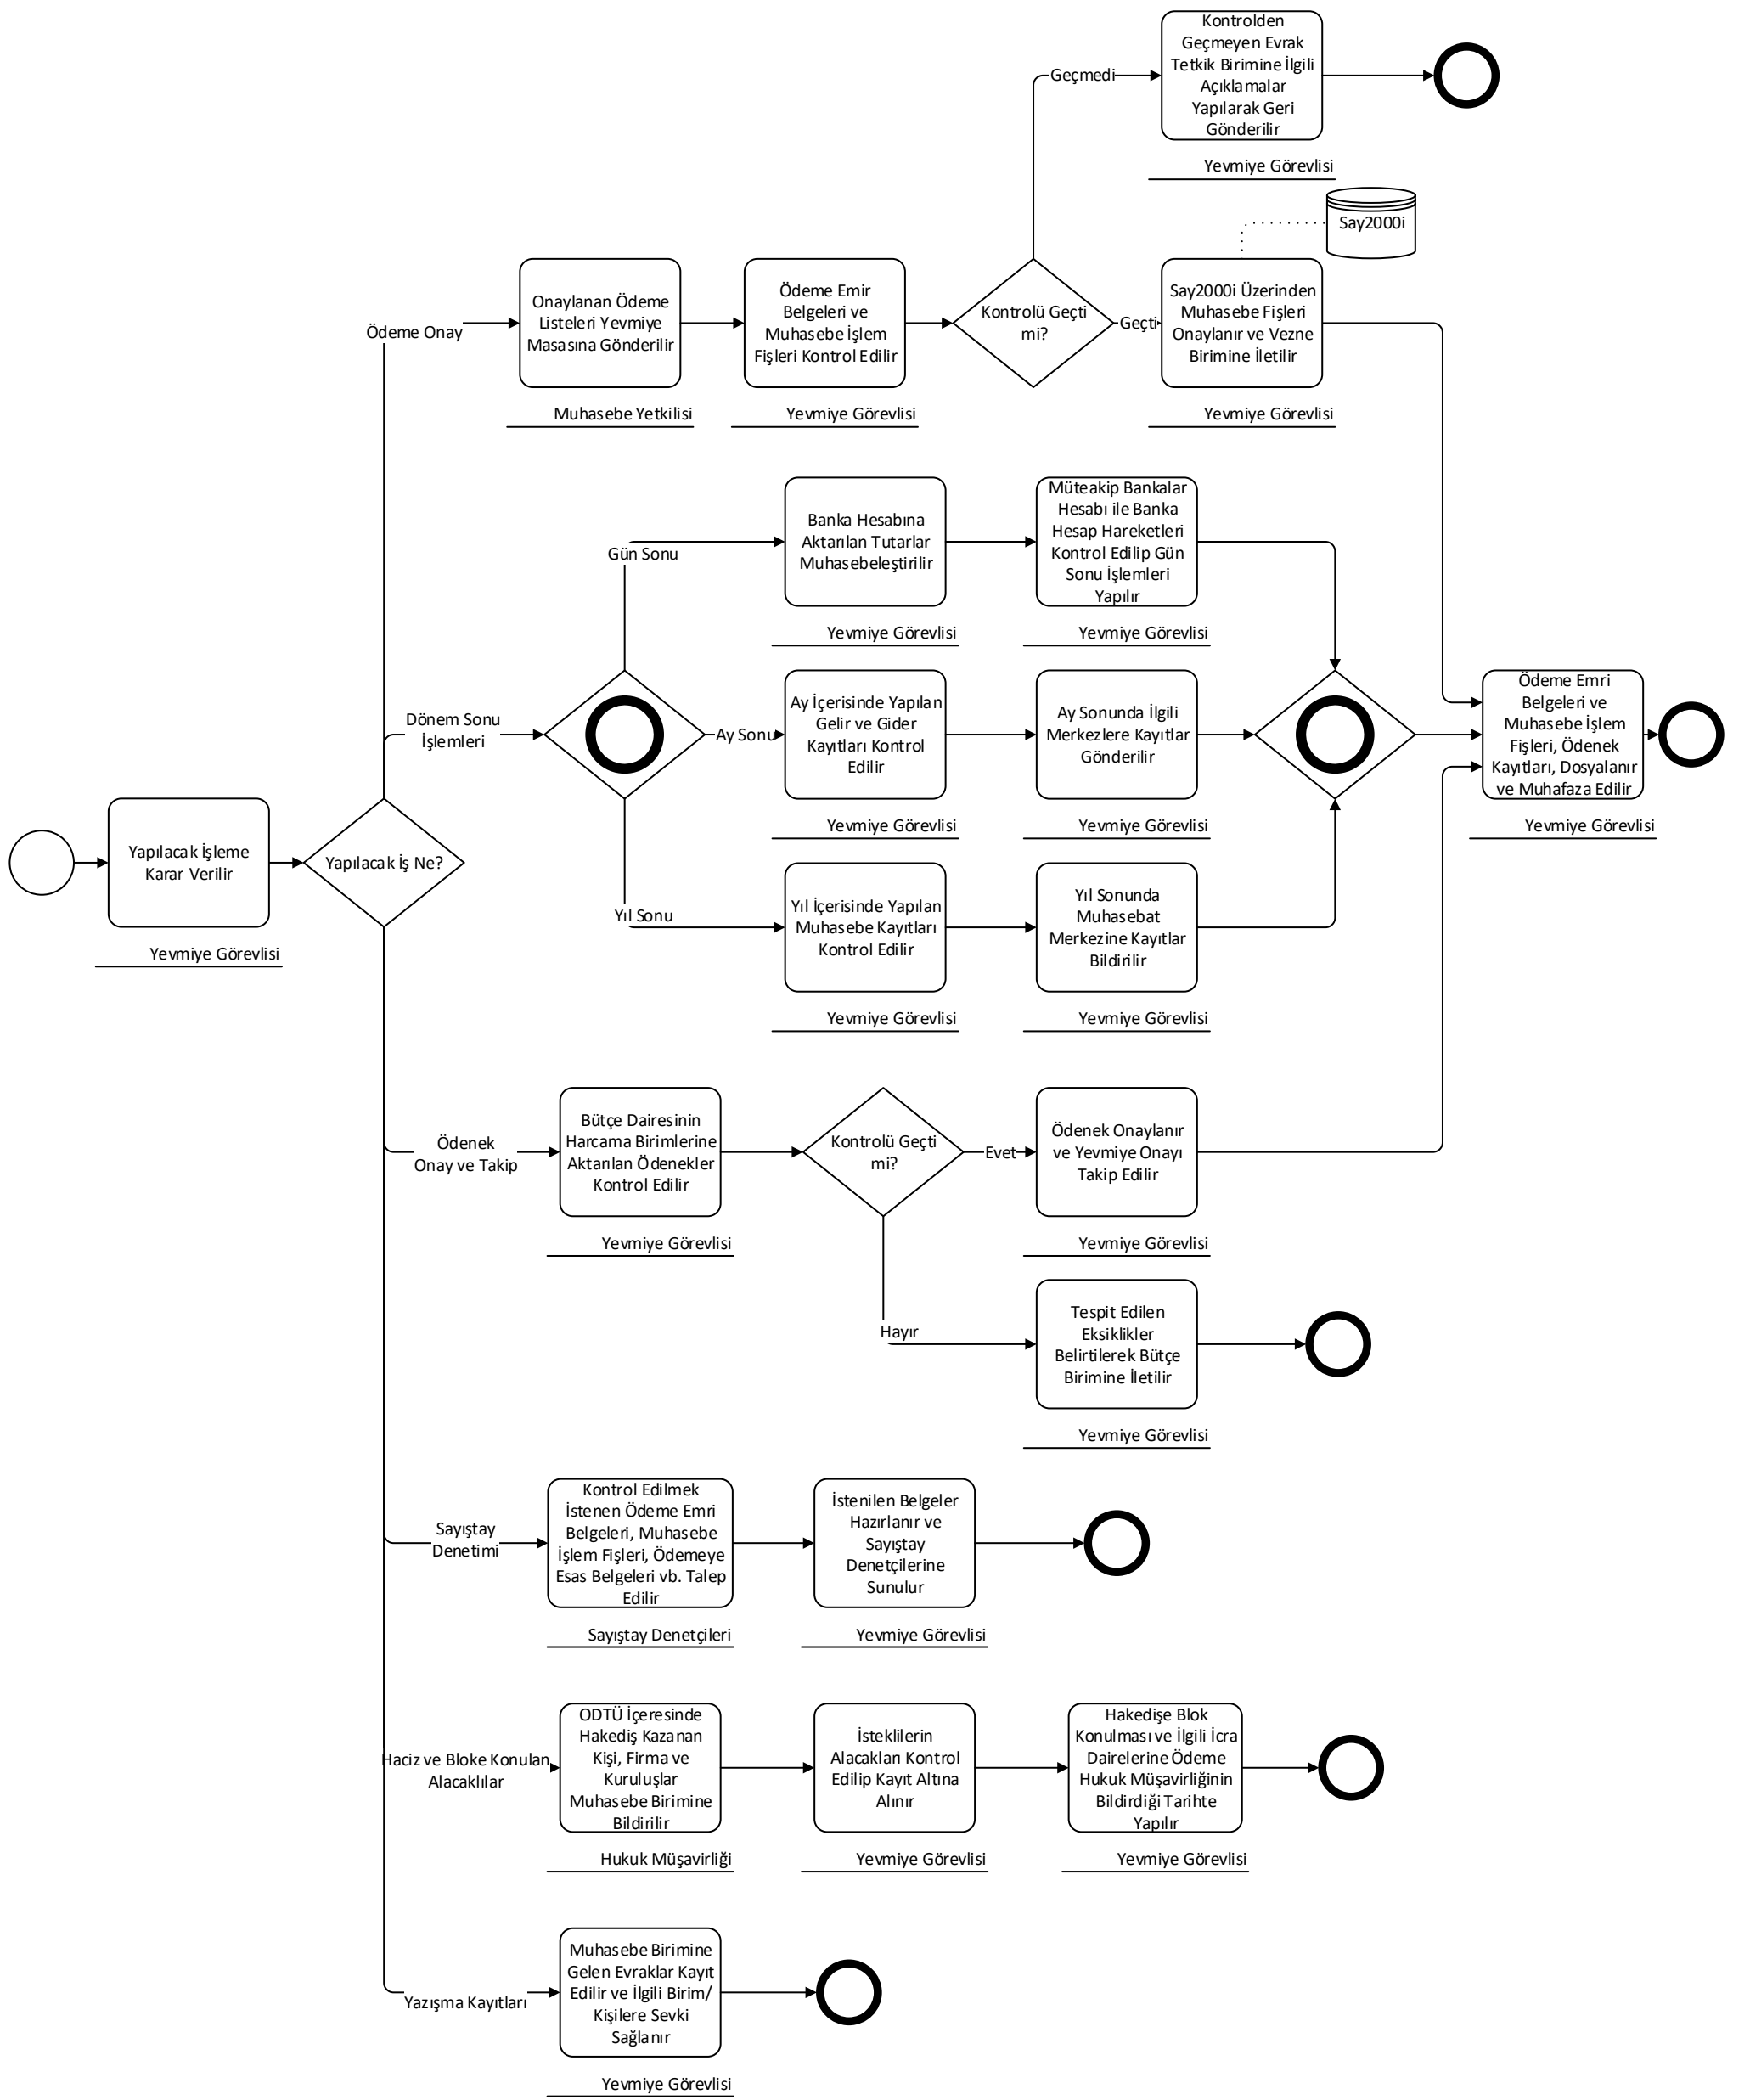 Kontrolden
Geçmeyen Evrak
Tetkik Birimine İlgili
Açıklamalar
Yapılarak Geri
Gönderilir
Geçmedi
Yevmiye Görevlisi
Say2000i
Onaylanan Ödeme
Listeleri Yevmiye
Masasına Gönderilir
Ödeme Emir
Belgeleri ve
Muhasebe İşlem
Fişleri Kontrol Edilir
Kontrolü Geçti
mi?
Geçti
Say2000i Üzerinden
Muhasebe Fişleri
Onaylanır ve Vezne
Birimine İletilir
Ödeme Onay
Muhasebe Yetkilisi
Yevmiye Görevlisi
Yevmiye Görevlisi
Gün Sonu
Banka Hesabına
Aktarılan Tutarlar
Muhasebeleştirilir
Müteakip Bankalar
Hesabı ile Banka
Hesap Hareketleri
Kontrol Edilip Gün
Sonu İşlemleri
Yapılır
Yevmiye Görevlisi
Yevmiye Görevlisi
Dönem Sonu
İşlemleri
Ay Sonu
Ay İçerisinde Yapılan
Gelir ve Gider
Kayıtları Kontrol
Edilir
Ay Sonunda İlgili
Merkezlere Kayıtlar
Gönderilir
Ödeme Emri
Belgeleri ve
Muhasebe İşlem
Fişleri, Ödenek
Kayıtları, Dosyalanır
ve Muhafaza Edilir
Yevmiye Görevlisi
Yevmiye Görevlisi
Yevmiye Görevlisi
Yapılacak İşleme
Karar Verilir
Yapılacak İş Ne?
Yevmiye Görevlisi
Yıl Sonu
Yıl İçerisinde Yapılan
Muhasebe Kayıtları
Kontrol Edilir
Yıl Sonunda
Muhasebat
Merkezine Kayıtlar
Bildirilir
Yevmiye Görevlisi
Yevmiye Görevlisi
Ödenek
Onay ve Takip
Bütçe Dairesinin
Harcama Birimlerine
Aktarılan Ödenekler
Kontrol Edilir
Kontrolü Geçti
mi?
Evet
Ödenek Onaylanır
ve Yevmiye Onayı
Takip Edilir
Yevmiye Görevlisi
Yevmiye Görevlisi
Hayır
Tespit Edilen
Eksiklikler
Belirtilerek Bütçe
Birimine İletilir
Yevmiye Görevlisi
Sayıştay
Denetimi
Kontrol Edilmek
İstenen Ödeme Emri
Belgeleri, Muhasebe
İşlem Fişleri, Ödemeye
Esas Belgeleri vb. Talep
Edilir
İstenilen Belgeler
Hazırlanır ve
Sayıştay
Denetçilerine
Sunulur
Sayıştay Denetçileri
Yevmiye Görevlisi
Haciz ve Bloke Konulan
Alacaklılar
ODTÜ İçeresinde
Hakediş Kazanan
Kişi, Firma ve
Kuruluşlar
Muhasebe Birimine
Bildirilir
İsteklilerin
Alacakları Kontrol
Edilip Kayıt Altına
Alınır
Hakedişe Blok
Konulması ve İlgili İcra
Dairelerine Ödeme
Hukuk Müşavirliğinin
Bildirdiği Tarihte
Yapılır
Hukuk Müşavirliği
Yevmiye Görevlisi
Yevmiye Görevlisi
Yazışma Kayıtları
Muhasebe Birimine
Gelen Evraklar Kayıt
Edilir ve İlgili Birim/
Kişilere Sevki
Sağlanır
Yevmiye Görevlisi